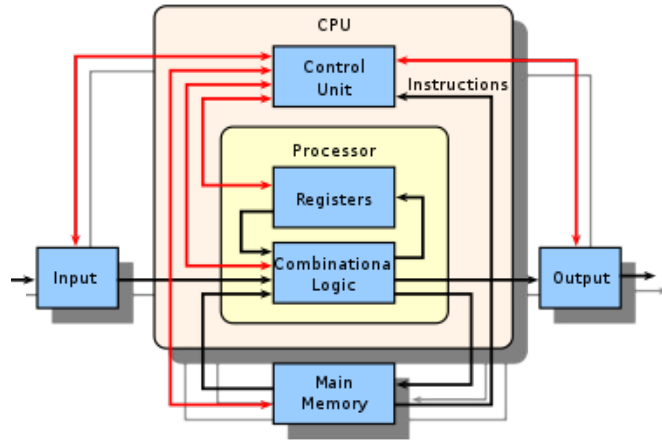 CPU
Control
Unit
Instructions
Processor
Registers
Input
Combinationa
Logic
Output
Main
Memory